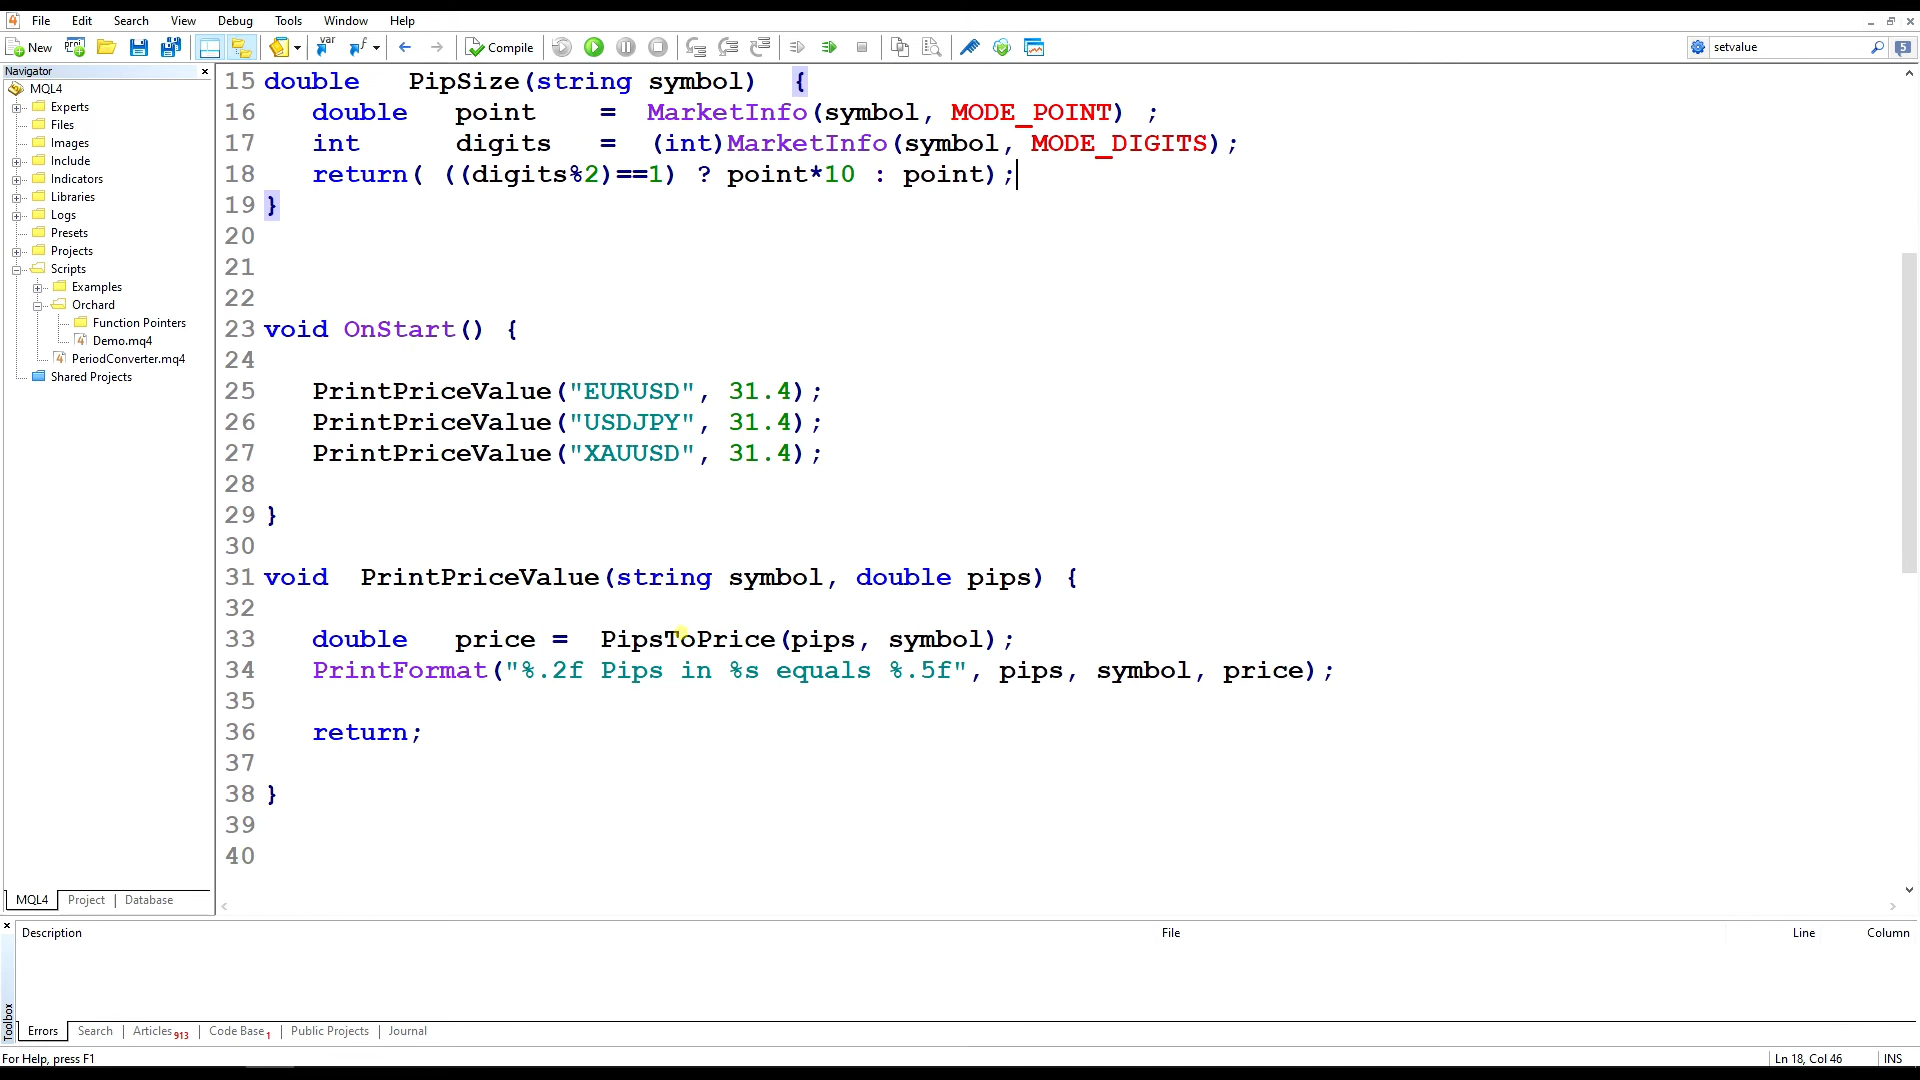 File Edit Search View Debug Tools Window Help
New Compile setvalue 5
Navigator
MQL4
Experts
Files
Images
Include
Indicators
Libraries
Logs
Presets
Projects
Scripts
Examples
Orchard
Function Pointers
Demo.mq4
PeriodConverter.mq4
Shared Projects
MQL4 Project Database
15 double PipSize(string symbol) {
16 double point = MarketInfo(symbol, MODE_POINT) ;
17 int digits = (int)MarketInfo(symbol, MODE_DIGITS);
18 return( ((digits%2)==1) ? point*10 : point);
19 }
20
21
22
23 void OnStart() {
24
25 PrintPriceValue("EURUSD", 31.4);
26 PrintPriceValue("USDJPY", 31.4);
27 PrintPriceValue("XAUUSD", 31.4);
28
29 }
30
31 void PrintPriceValue(string symbol, double pips) {
32
33 double price = PipsToPrice(pips, symbol);
34 PrintFormat("%.2f Pips in %s equals %.5f", pips, symbol, price);
35
36 return;
37
38 }
39
40
Description File Line Column
Toolbox
Errors Search Articles 913 Code Base 1 Public Projects Journal
For Help, press F1 Ln 18, Col 46 INS